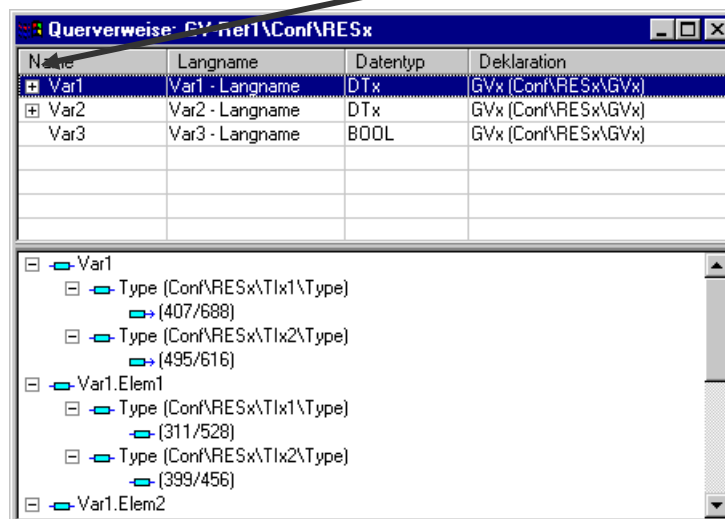 Querverweise: GV-Ref1\Conf\RESx
Name Langname Datentyp Deklaration
Var1 Var1 - Langname DTx GVx (Conf\RESx\GVx)
Var2 Var2 - Langname DTx GVx (Conf\RESx\GVx)
Var3 Var3 - Langname BOOL GVx (Conf\RESx\GVx)
Var1
Type (Conf\RESx\TIx1\Type)
(407/688)
Type (Conf\RESx\TIx2\Type)
(495/616)
Var1.Elem1
Type (Conf\RESx\TIx1\Type)
(311/528)
Type (Conf\RESx\TIx2\Type)
(399/456)
Var1.Elem2